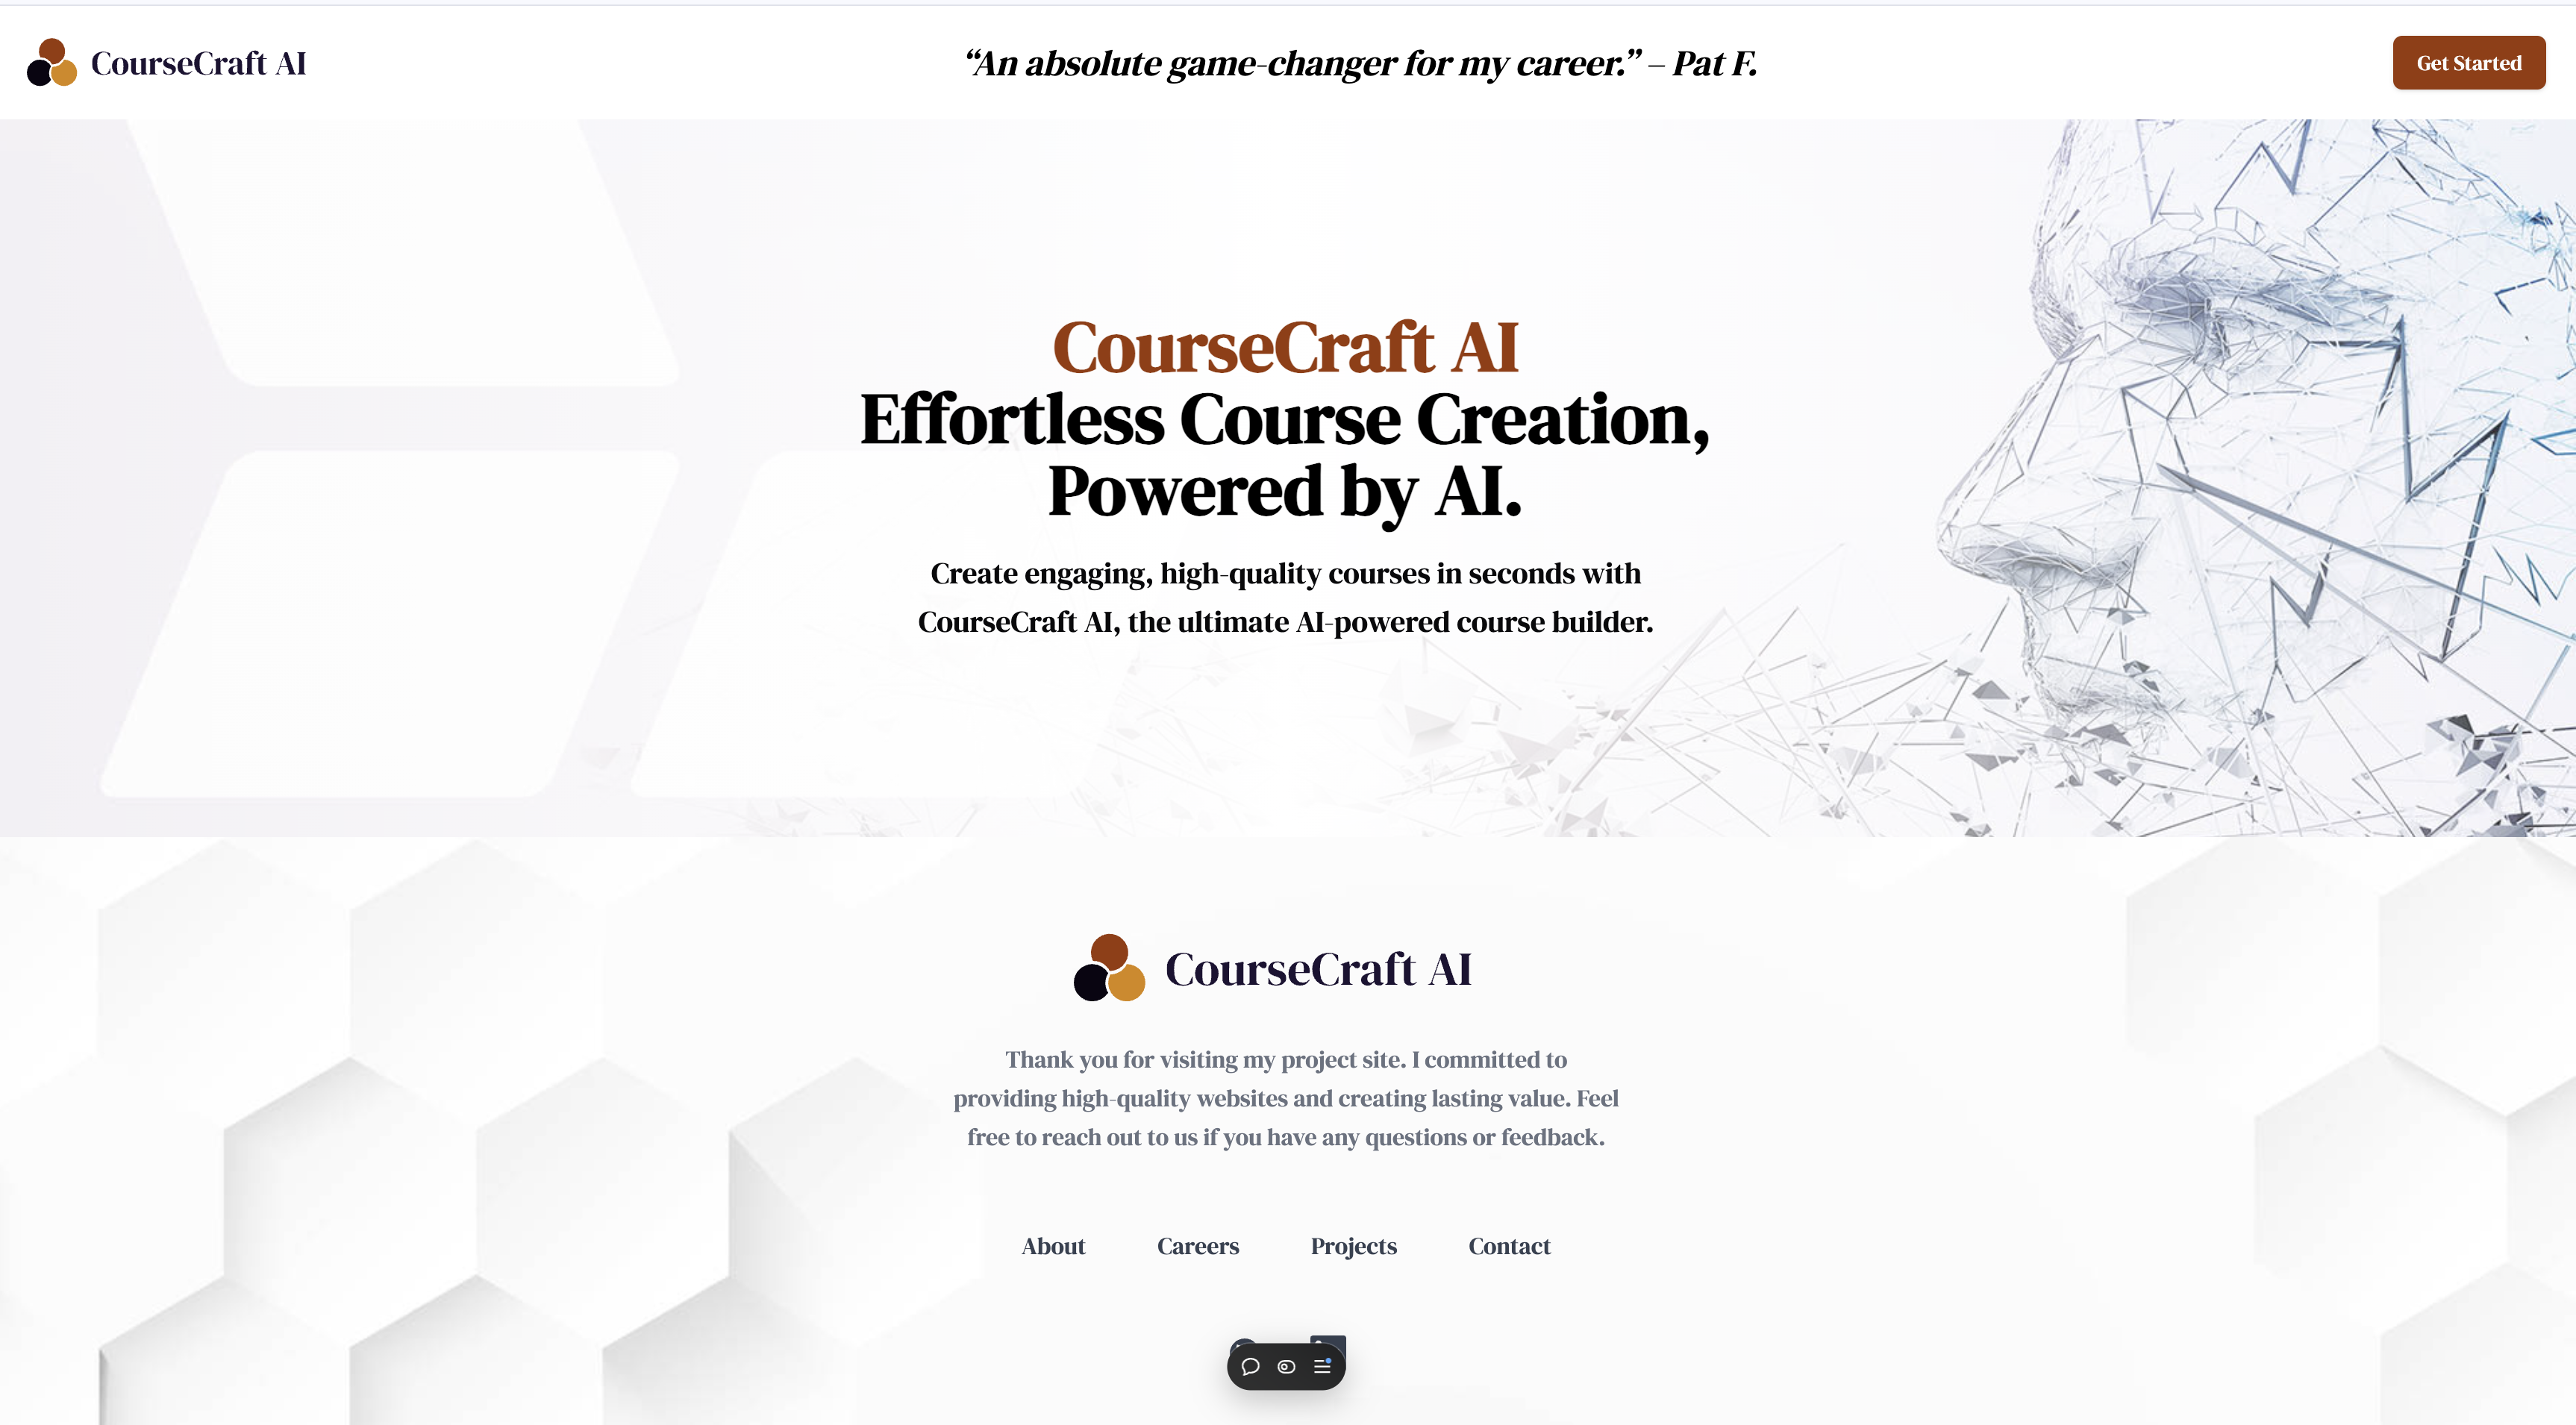 CourseCraft AI
“An absolute game-changer for my career.” – Pat F.
Get Started
CourseCraft AI
Effortless Course Creation,
Powered by AI.
Create engaging, high-quality courses in seconds with
CourseCraft AI, the ultimate AI-powered course builder.
CourseCraft AI
Thank you for visiting my project site. I committed to
providing high-quality websites and creating lasting value. Feel
free to reach out to us if you have any questions or feedback.
About Careers Projects Contact